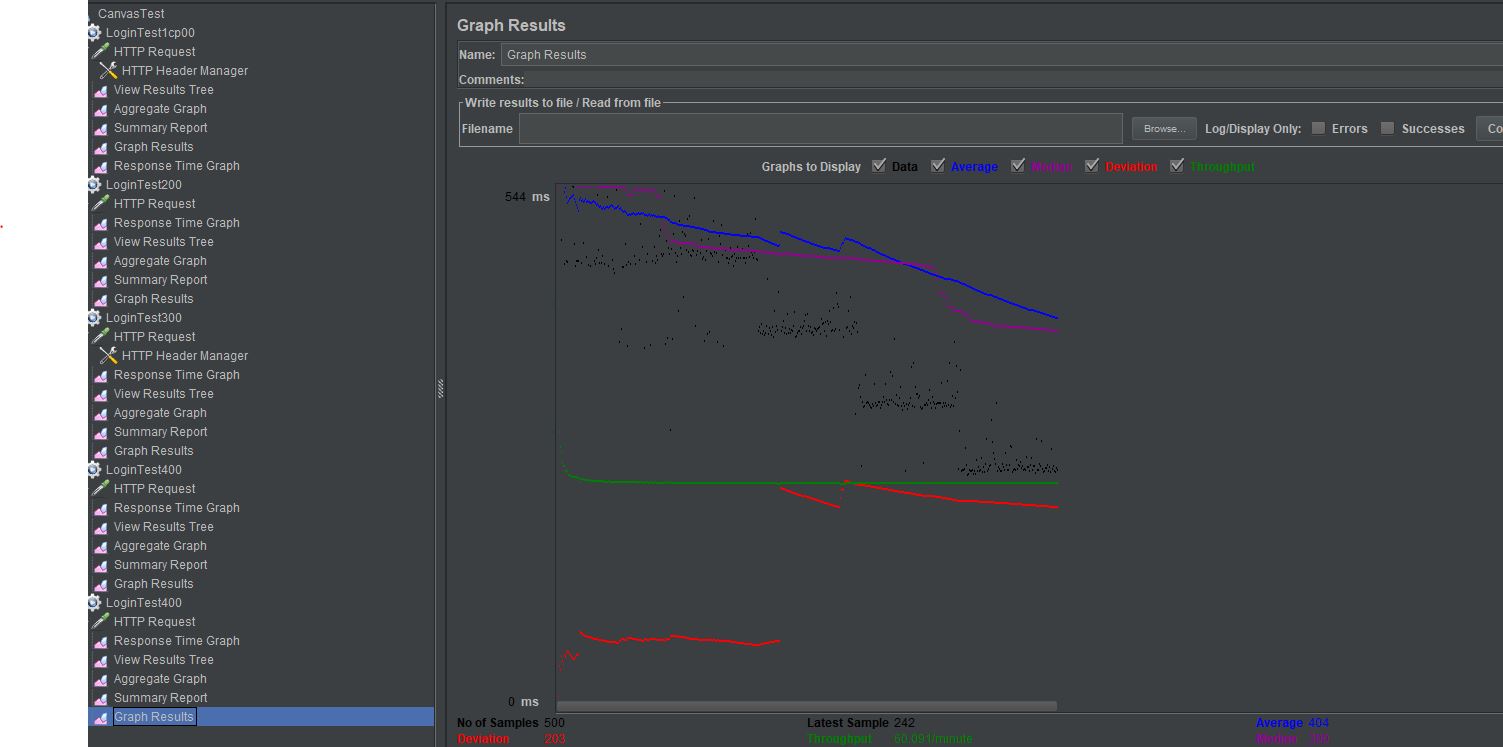 CanvasTest
LoginTest1cp00
HTTP Request
HTTP Header Manager
View Results Tree
Aggregate Graph
Summary Report
Graph Results
Response Time Graph
LoginTest200
HTTP Request
Response Time Graph
View Results Tree
Aggregate Graph
Summary Report
Graph Results
LoginTest300
HTTP Request
HTTP Header Manager
Response Time Graph
View Results Tree
Aggregate Graph
Summary Report
Graph Results
LoginTest400
HTTP Request
Response Time Graph
View Results Tree
Aggregate Graph
Summary Report
Graph Results
LoginTest400
HTTP Request
Response Time Graph
View Results Tree
Aggregate Graph
Summary Report
Graph Results
Graph Results
Name: Graph Results
Comments:
Write results to file / Read from file
Filename Browse... Log/Display Only: Errors Successes Co
Graphs to Display Data Average Median Deviation Throughput
544 ms
0 ms
No of Samples 500 Latest Sample 242 Average 404
Deviation 203 Throughput 60.091/minute Median